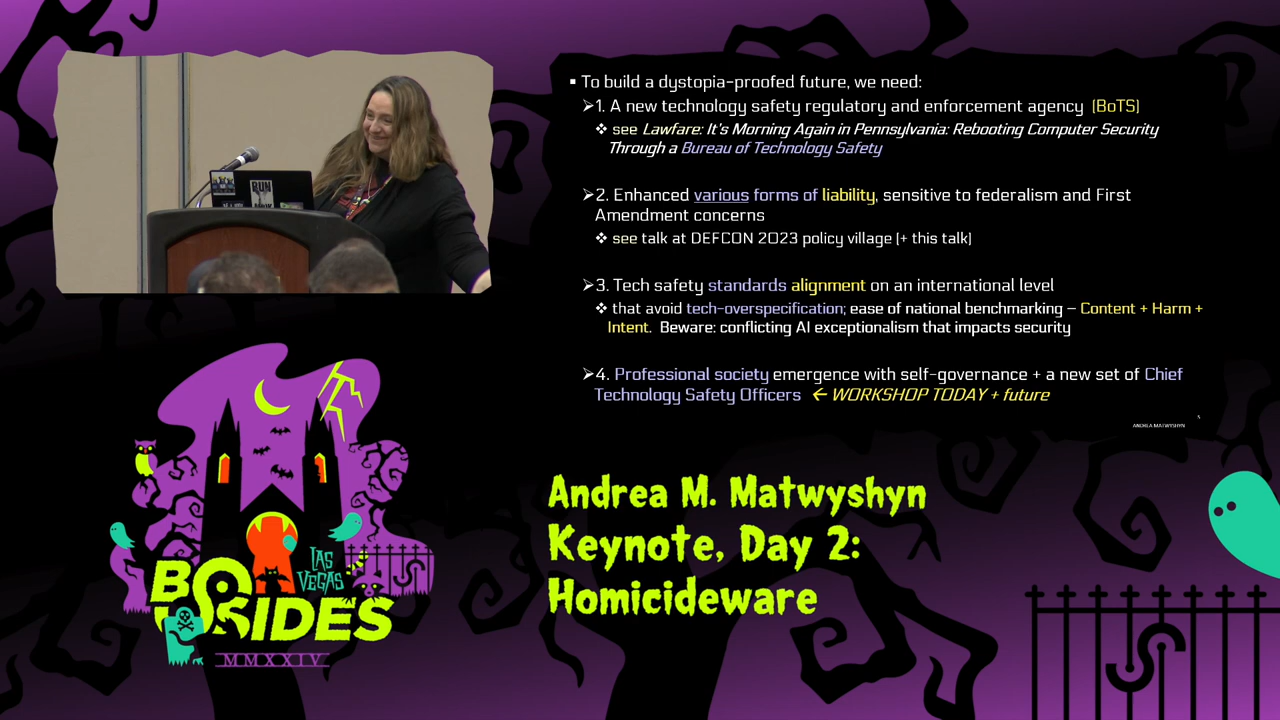 ▪ To build a dystopia-proofed future, we need:
➢1. A new technology safety regulatory and enforcement agency [BoTS]
❖ see Lawfare: It's Morning Again in Pennsylvania: Rebooting Computer Security
Through a Bureau of Technology Safety
➢2. Enhanced various forms of liability, sensitive to federalism and First
Amendment concerns
❖ see talk at DEFCON 2023 policy village [+ this talk]
➢3. Tech safety standards alignment on an international level
❖ that avoid tech-overspecification; ease of national benchmarking – Content + Harm +
Intent. Beware: conflicting AI exceptionalism that impacts security
➢4. Professional society emergence with self-governance + a new set of Chief
Technology Safety Officers ← WORKSHOP TODAY + future
ANDREA MATWYSHYN
RUN
Andrea M. Matwyshyn
Keynote, Day 2:
Homicideware
LAS
VEGAS
BSIDES
MMXXIV